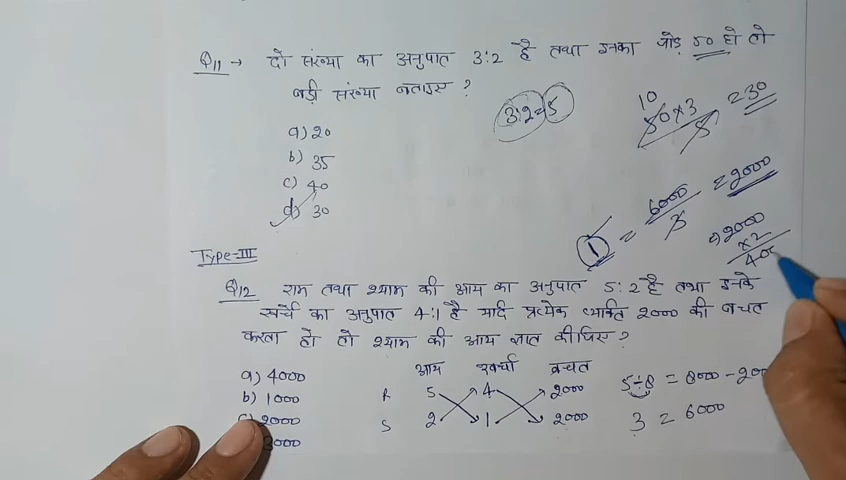 Q11 → दो संख्या का अनुपात 3:2 है तथा इनका जोड़ 50 हो तो
बड़ी संख्या बताइए ?
a) 20
b) 35
c) 40
d) 30
3:2 = 5
10
50 × 3 = 30
5
Type-III
1 = 6000 = 2000
3
⇒ 2000
× 2
400
Q12 राम तथा श्याम की आय का अनुपात 5:2 है तथा इनके
खर्चे का अनुपात 4:1 है यदि प्रत्येक व्यक्ति 2000 की बचत
करता हो तो श्याम की आय ज्ञात कीजिए ?
a) 4000
b) 1000
c) 2000
3000
आय खर्चा बचत
R 5 4 2000
S 2 1 2000
5 ÷ 8 = 8000 - 200
3 = 6000